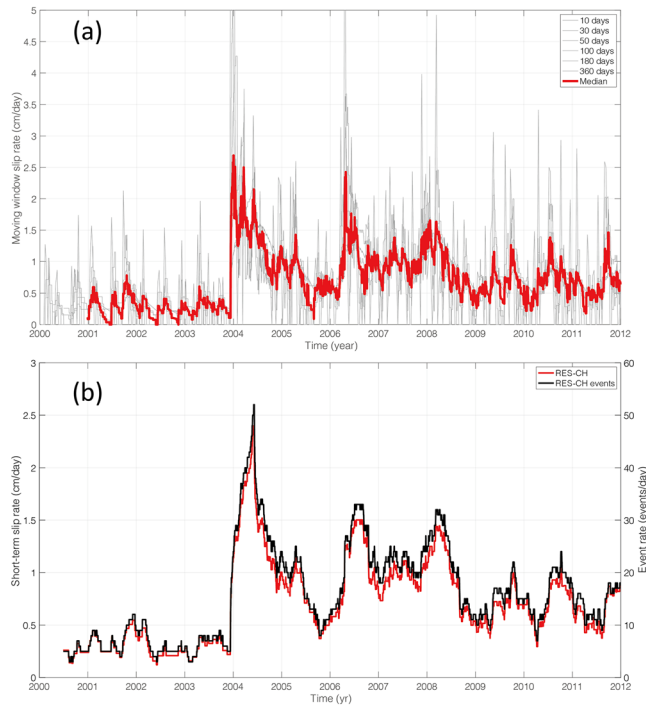 (a)
Moving window slip rate (cm/day)
5
4.5
4
3.5
3
2.5
2
1.5
1
0.5
0
10 days
30 days
50 days
100 days
180 days
360 days
Median
2000 2001 2002 2003 2004 2005 2006 2007 2008 2009 2010 2011 2012
Time (year)
(b)
Short-term slip rate (cm/day)
3
2.5
2
1.5
1
0.5
0
RES-CH
RES-CH events
60
50
40
30
20
10
0
Event rate (events/day)
2000 2001 2002 2003 2004 2005 2006 2007 2008 2009 2010 2011 2012
Time (yr)